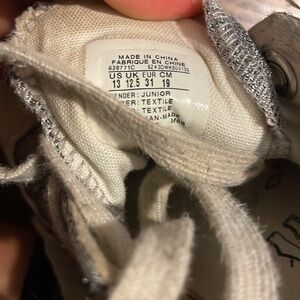 MADE IN CHINA
FABRIQUE EN CHINE
626771C
US UK EUR CM
13 12.5 31 19
GENDER: JUNIOR
UPPER: TEXTILE
TEXTILE